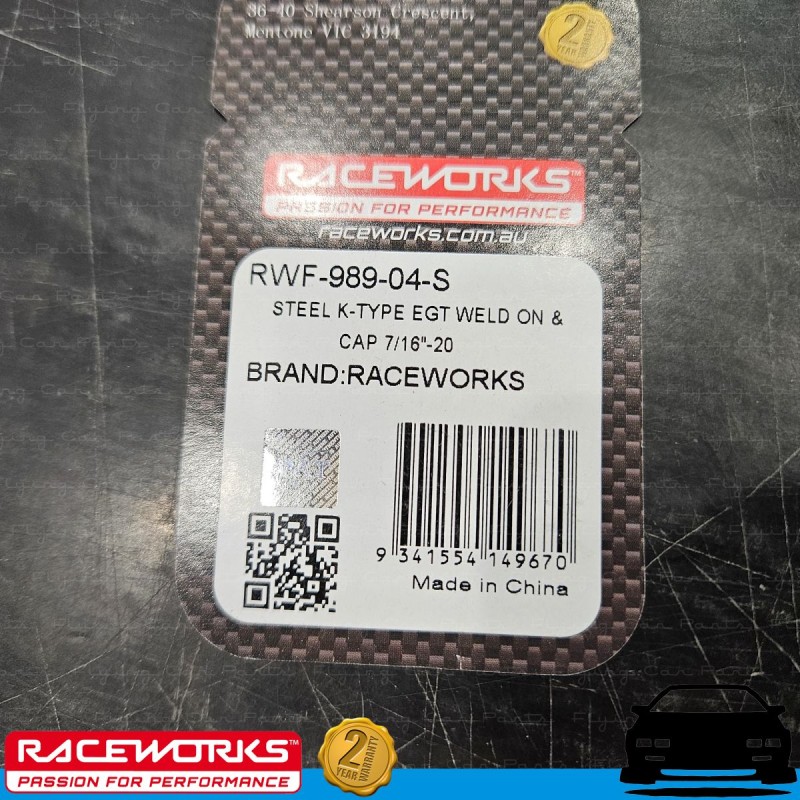 36-40 Shearson Crescent,
Mentone VIC 3194
2
YEAR WARRANTY
RACEWORKS™
PASSION FOR PERFORMANCE
raceworks.com.au
RWF-989-04-S
STEEL K-TYPE EGT WELD ON &
CAP 7/16"-20
BRAND:RACEWORKS
9 341554 149670
Made in China
RACEWORKS™
PASSION FOR PERFORMANCE
2
YEAR WARRANTY